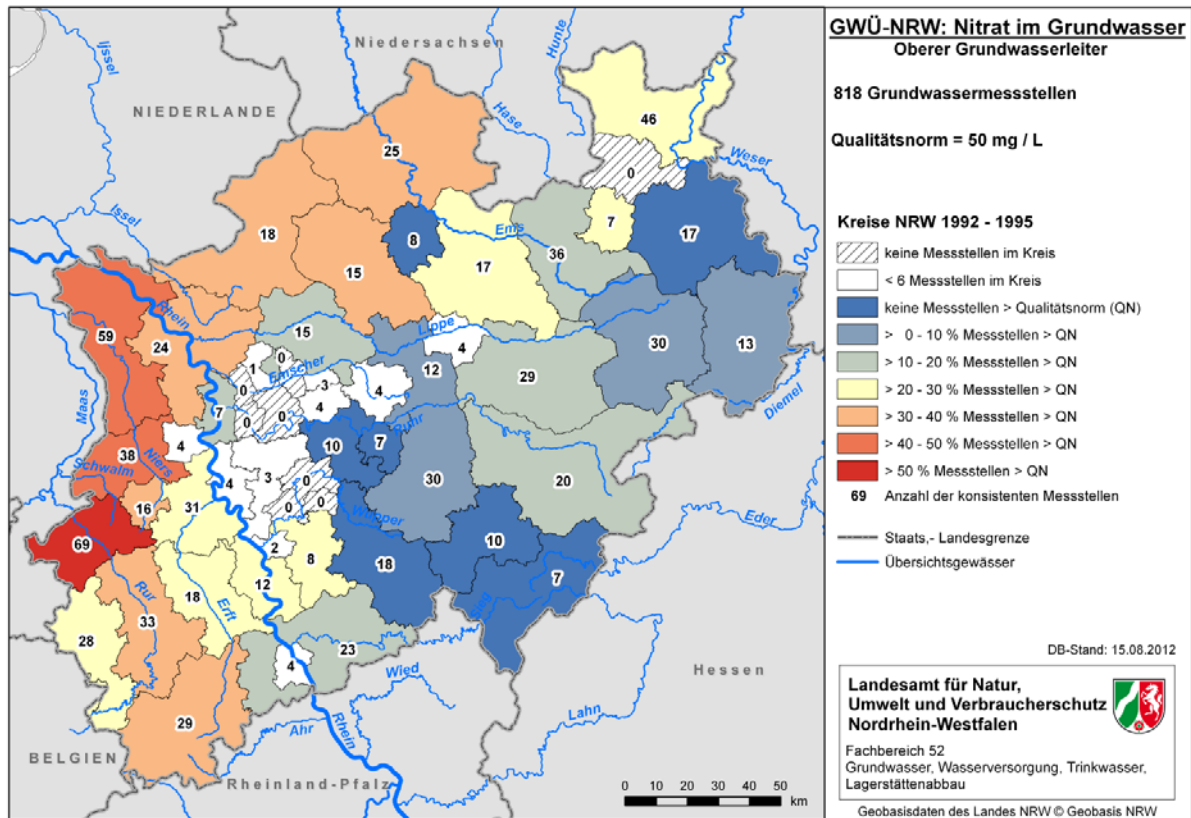 Niedersachsen
NIEDERLANDE
Ijssel
Hunte
Hase
46
Weser
25
0
Issel
18
8
Ems
7
17
36
15
17
Rhein
59
24
15
Lippe
4
30
13
0
1
Emscher
12
29
Diemel
3
4
0
Maas
7
0
0
4
Ruhr
4
10
7
38
Niers
Schwalm
3
30
20
4
0
16
31
0
0
Wupper
Eder
69
2
10
8
18
7
12
18
Rur
Erft
33
Sieg
28
23
4
Wied
Hessen
29
Lahn
Ahr
Rhein
BELGIEN
Rheinland-Pfalz
0 10 20 30 40 50
km
GWÜ-NRW: Nitrat im Grundwasser
Oberer Grundwasserleiter
818 Grundwassermessstellen
Qualitätsnorm = 50 mg / L
Kreise NRW 1992 - 1995
keine Messstellen im Kreis
< 6 Messstellen im Kreis
keine Messstellen > Qualitätsnorm (QN)
> 0 - 10 % Messstellen > QN
> 10 - 20 % Messstellen > QN
> 20 - 30 % Messstellen > QN
> 30 - 40 % Messstellen > QN
> 40 - 50 % Messstellen > QN
> 50 % Messstellen > QN
69 Anzahl der konsistenten Messstellen
Staats,- Landesgrenze
Übersichtsgewässer
DB-Stand: 15.08.2012
Landesamt für Natur,
Umwelt und Verbraucherschutz
Nordrhein-Westfalen
Fachbereich 52
Grundwasser, Wasserversorgung, Trinkwasser,
Lagerstättenabbau
Geobasisdaten des Landes NRW © Geobasis NRW